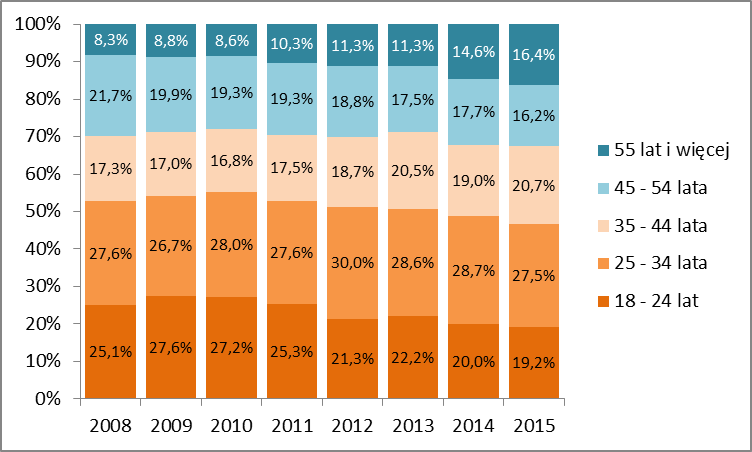 100%
90%
80%
70%
60%
50%
40%
30%
20%
10%
0%
8,3% 8,8% 8,6% 10,3% 11,3% 11,3% 14,6% 16,4%
21,7% 19,9% 19,3% 19,3% 18,8% 17,5% 17,7% 16,2%
17,3% 17,0% 16,8% 17,5% 18,7% 20,5% 19,0% 20,7%
27,6% 26,7% 28,0% 27,6% 30,0% 28,6% 28,7% 27,5%
25,1% 27,6% 27,2% 25,3% 21,3% 22,2% 20,0% 19,2%
2008 2009 2010 2011 2012 2013 2014 2015
55 lat i więcej
45 - 54 lata
35 - 44 lata
25 - 34 lata
18 - 24 lat